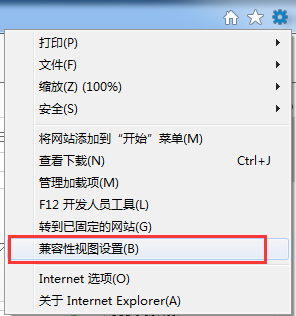 打印(P)
文件(F)
缩放(Z) (100%)
安全(S)
将网站添加到“开始”菜单(M)
查看下载(N) Ctrl+J
管理加载项(M)
F12 开发人员工具(L)
转到已固定的网站(G)
兼容性视图设置(B)
Internet 选项(O)
关于 Internet Explorer(A)